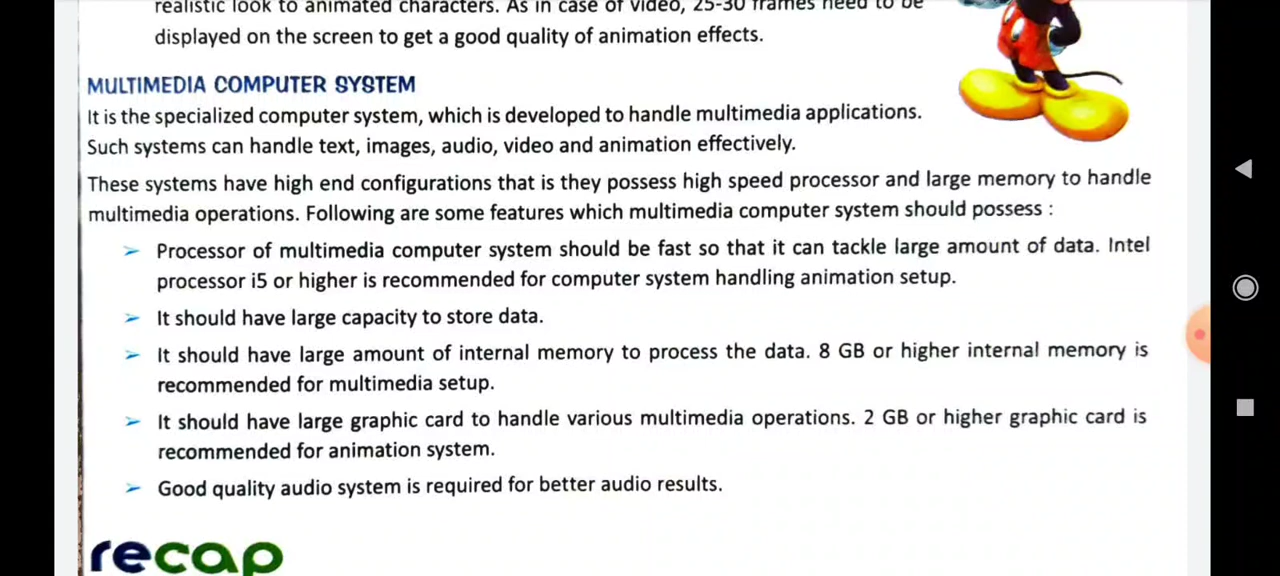 realistic look to animated characters. As in case of video, 25-30 frames need to be
displayed on the screen to get a good quality of animation effects.
MULTIMEDIA COMPUTER SYSTEM
It is the specialized computer system, which is developed to handle multimedia applications.
Such systems can handle text, images, audio, video and animation effectively.
These systems have high end configurations that is they possess high speed processor and large memory to handle
multimedia operations. Following are some features which multimedia computer system should possess :
➢ Processor of multimedia computer system should be fast so that it can tackle large amount of data. Intel
processor i5 or higher is recommended for computer system handling animation setup.
➢ It should have large capacity to store data.
➢ It should have large amount of internal memory to process the data. 8 GB or higher internal memory is
recommended for multimedia setup.
➢ It should have large graphic card to handle various multimedia operations. 2 GB or higher graphic card is
recommended for animation system.
➢ Good quality audio system is required for better audio results.
recap